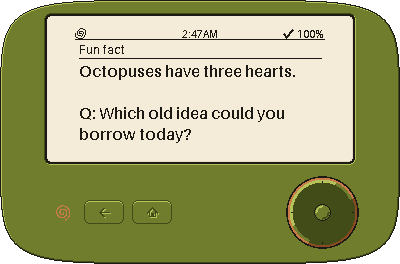 2:47AM
100%
Fun fact
Octopuses have three hearts.
Q: Which old idea could you
borrow today?